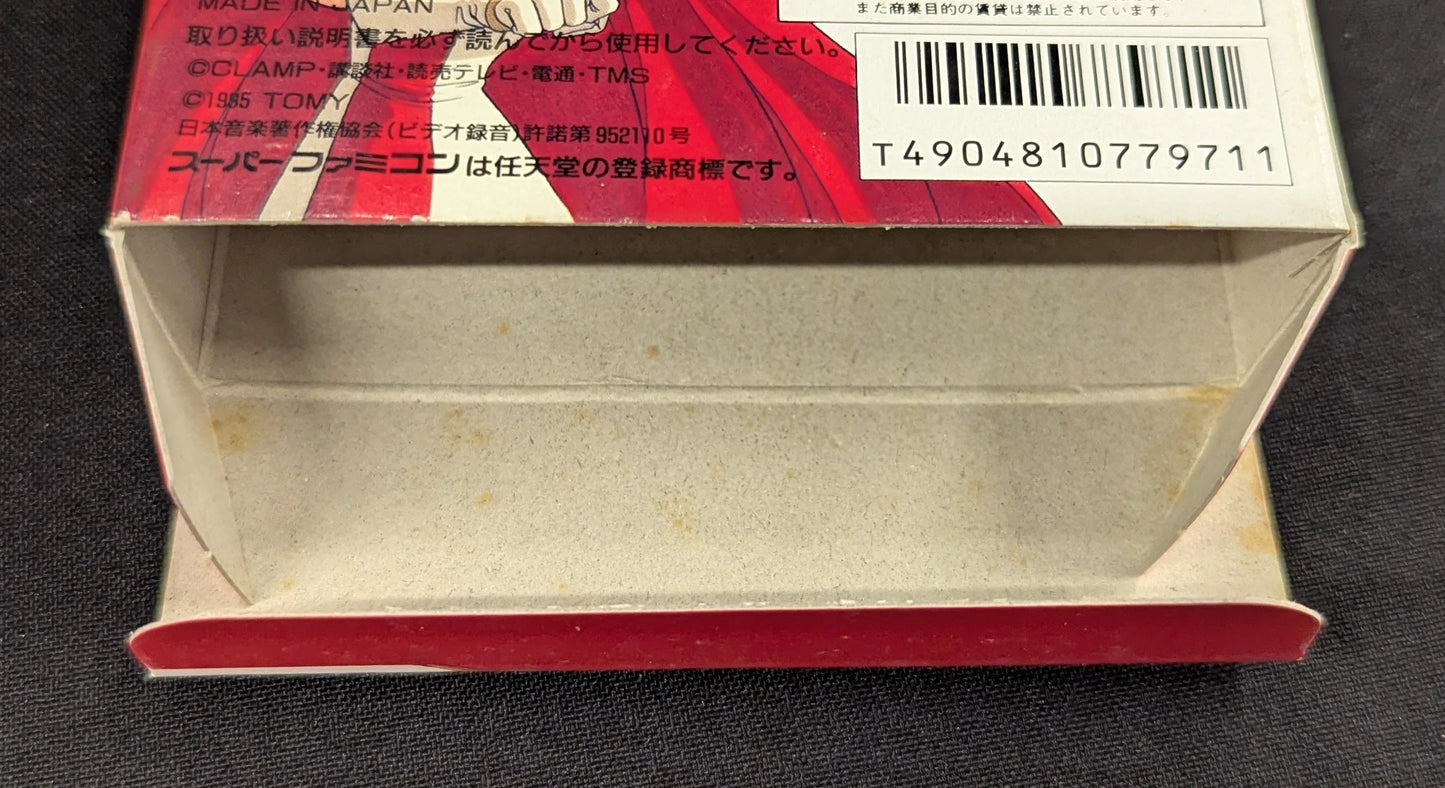 MADE IN JAPAN
取り扱い説明書を必ず読んでから使用してください。
©CLAMP・講談社・読売テレビ・電通・TMS
©1985 TOMY
日本音楽著作権協会(ビデオ録音)許諾第952110号
スーパーファミコンは任天堂の登録商標です。
また商業目的の賃貸は禁止されています。
T4904810779711